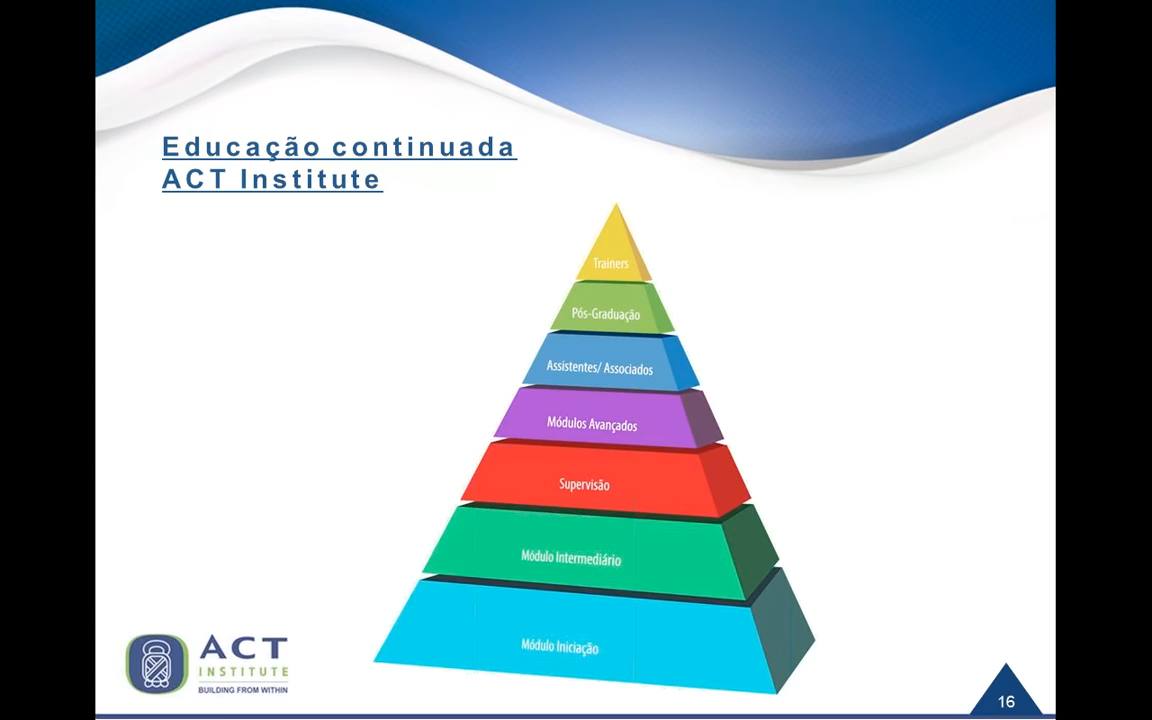 Educação continuada
ACT Institute
Trainers
Pós-Graduação
Assistentes/ Associados
Módulos Avançados
Supervisão
Módulo Intermediário
Módulo Iniciação
ACT
INSTITUTE
BUILDING FROM WITHIN
16